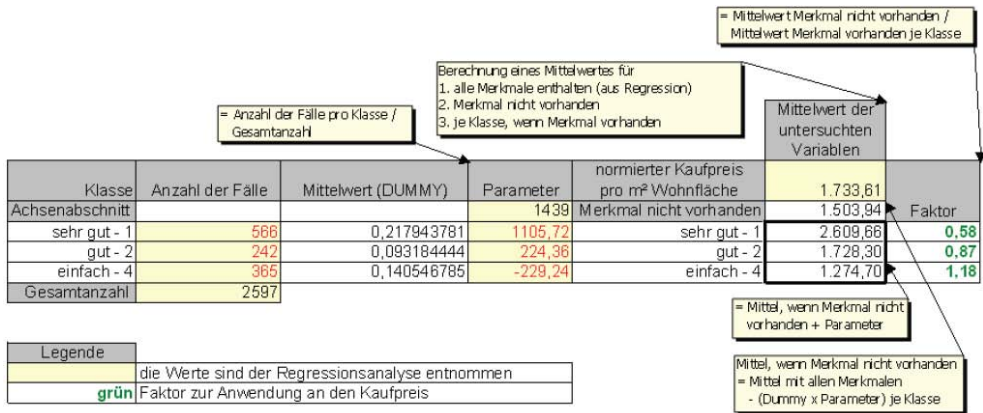 = Mittelwert Merkmal nicht vorhanden /
Mittelwert Merkmal vorhanden je Klasse
Berechnung eines Mittelwertes für
1. alle Merkmale enthalten (aus Regression)
2. Merkmal nicht vorhanden
3. je Klasse, wenn Merkmal vorhanden
= Anzahl der Fälle pro Klasse /
Gesamtanzahl
Mittelwert der
untersuchten
Variablen
normierter Kaufpreis
Klasse Anzahl der Fälle Mittelwert (DUMMY) Parameter pro m² Wohnfläche 1.733,61
Achsenabschnitt 1439 Merkmal nicht vorhanden 1.503,94 Faktor
sehr gut - 1 566 0,217943781 1105,72 sehr gut - 1 2.609,66 0,58
gut - 2 242 0,093184444 224,36 gut - 2 1.728,30 0,87
einfach - 4 365 0,140546785 -229,24 einfach - 4 1.274,70 1,18
Gesamtanzahl 2597
= Mittel, wenn Merkmal nicht
vorhanden + Parameter
Legende
die Werte sind der Regressionsanalyse entnommen
grün Faktor zur Anwendung an den Kaufpreis
Mittel, wenn Merkmal nicht vorhanden
= Mittel mit allen Merkmalen
- (Dummy x Parameter) je Klasse